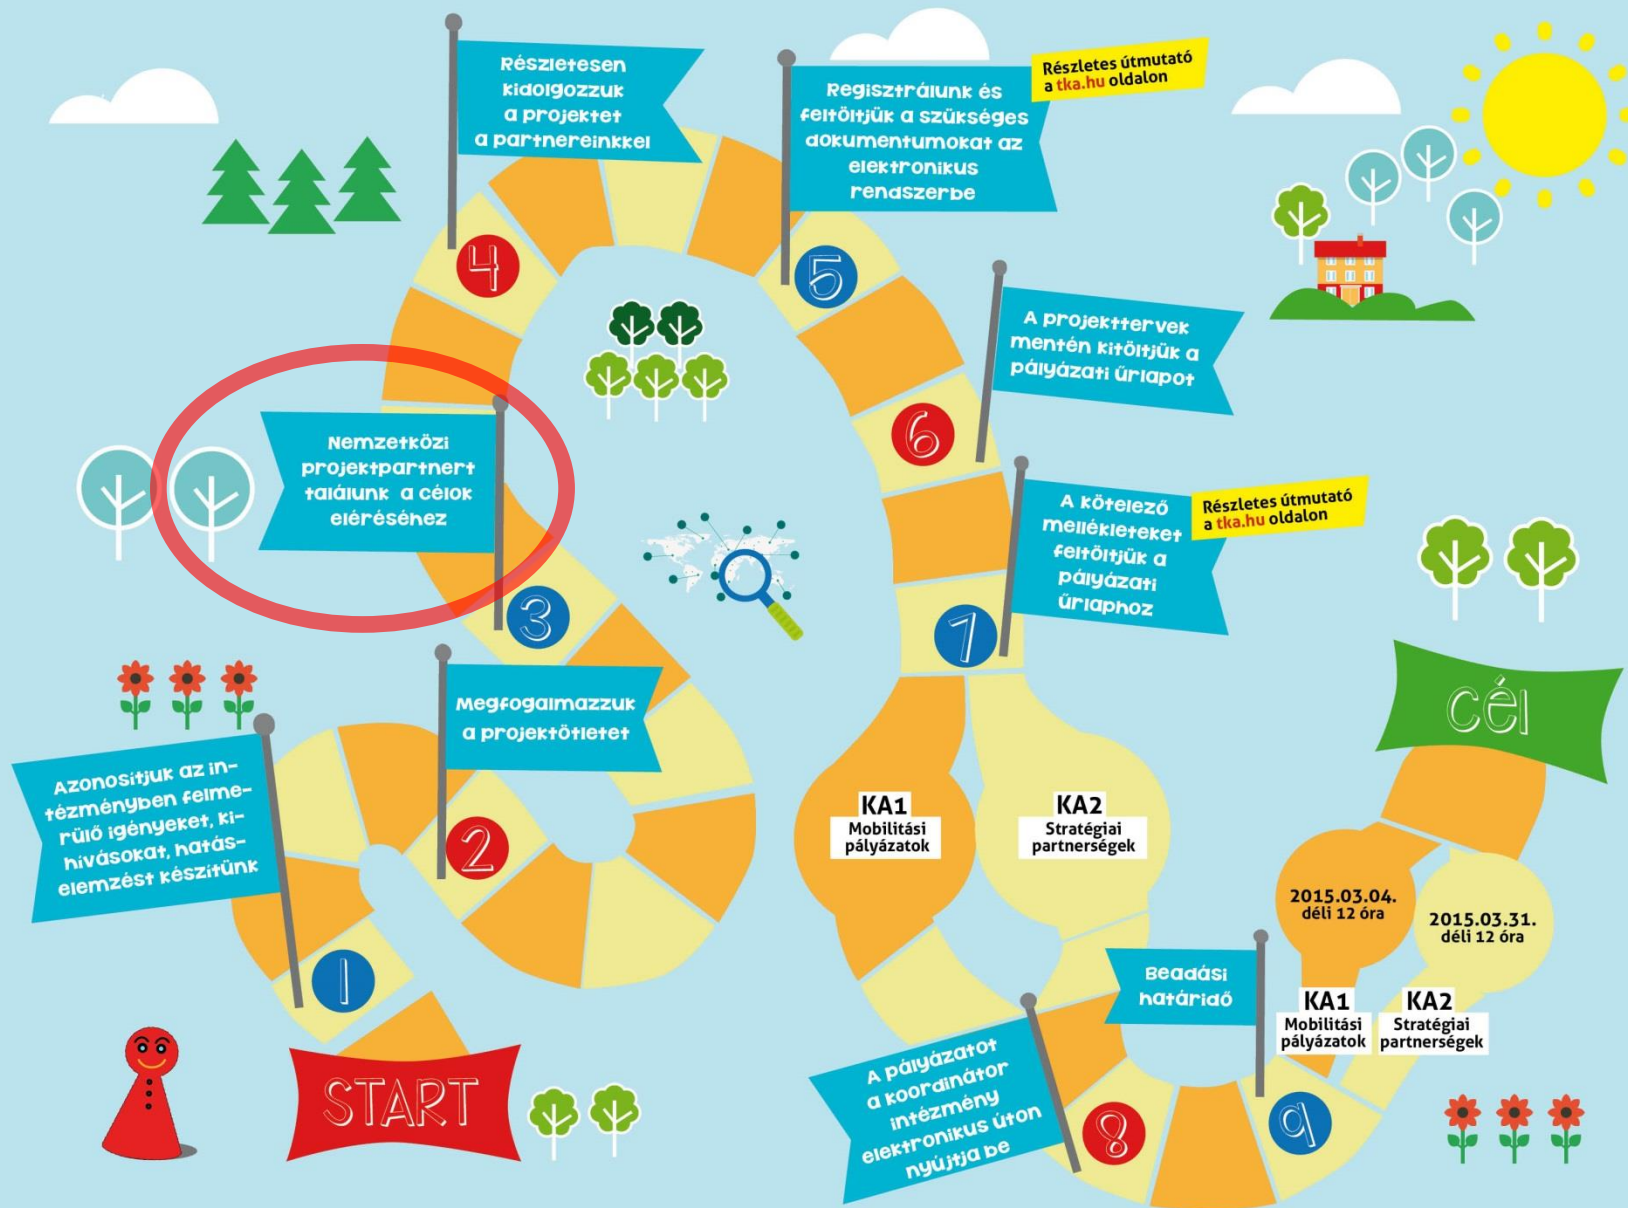 Részletesen
kidolgozzuk
a projektet
a partnereinkkel
4
Regisztrálunk és
feltöltjük a szükséges
dokumentumokat az
elektronikus
rendszerbe
Részletes útmutató
a tka.hu oldalon
5
A projekttervek
mentén kitöltjük a
pályázati űrlapot
6
Nemzetközi
projektpartnert
találunk a célok
eléréséhez
3
A kötelező
mellékleteket
feltöltjük a
pályázati
űrlaphoz
Részletes útmutató
a tka.hu oldalon
7
Megfogalmazzuk
a projektötletet
2
Azonosítjuk az in-
tézményben felme-
rülő igényeket, ki-
hívásokat, hatás-
elemzést készítünk
1
START
KA1
Mobilitási
pályázatok
KA2
Stratégiai
partnerségek
A pályázatot
a koordinátor
intézmény
elektronikus úton
nyújtja be
8
Beadási
határidő
9
KA1
Mobilitási
pályázatok
KA2
Stratégiai
partnerségek
2015.03.04.
déli 12 óra
2015.03.31.
déli 12 óra
Cél